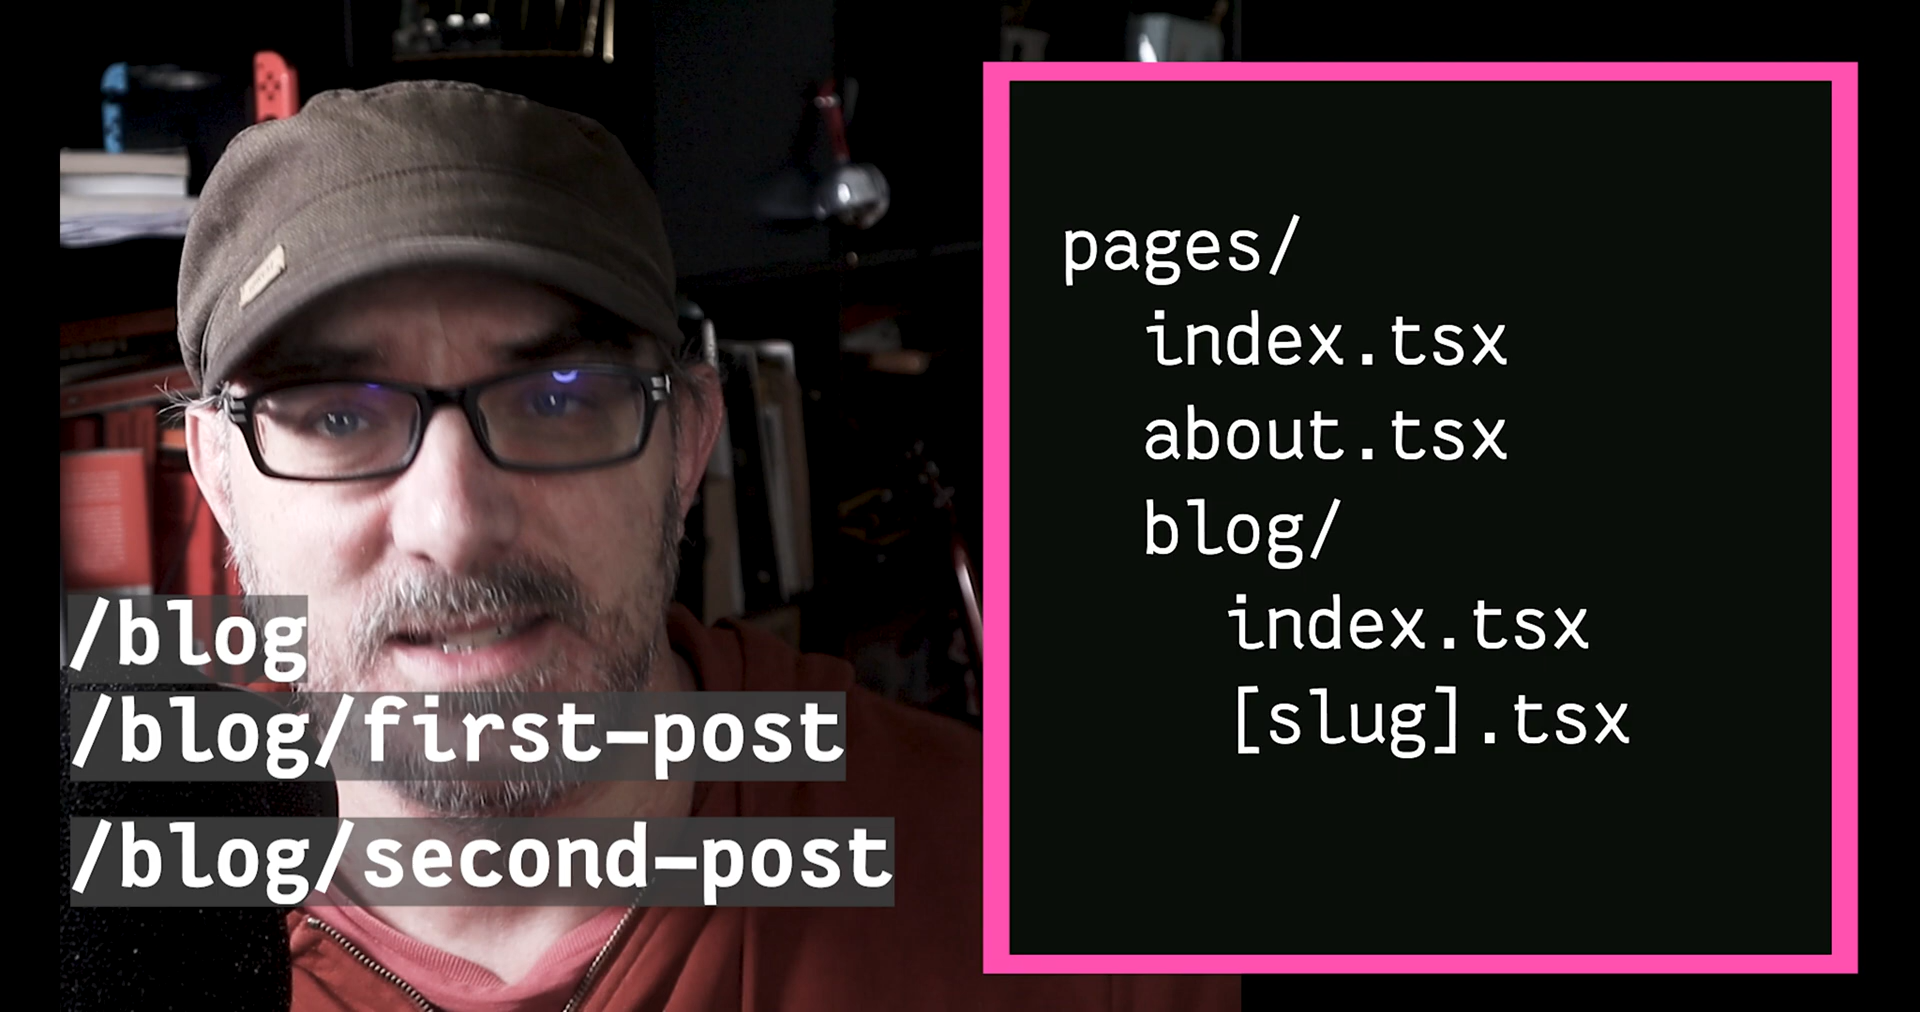 /blog
/blog/first-post
/blog/second-post
pages/
index.tsx
about.tsx
blog/
index.tsx
[slug].tsx